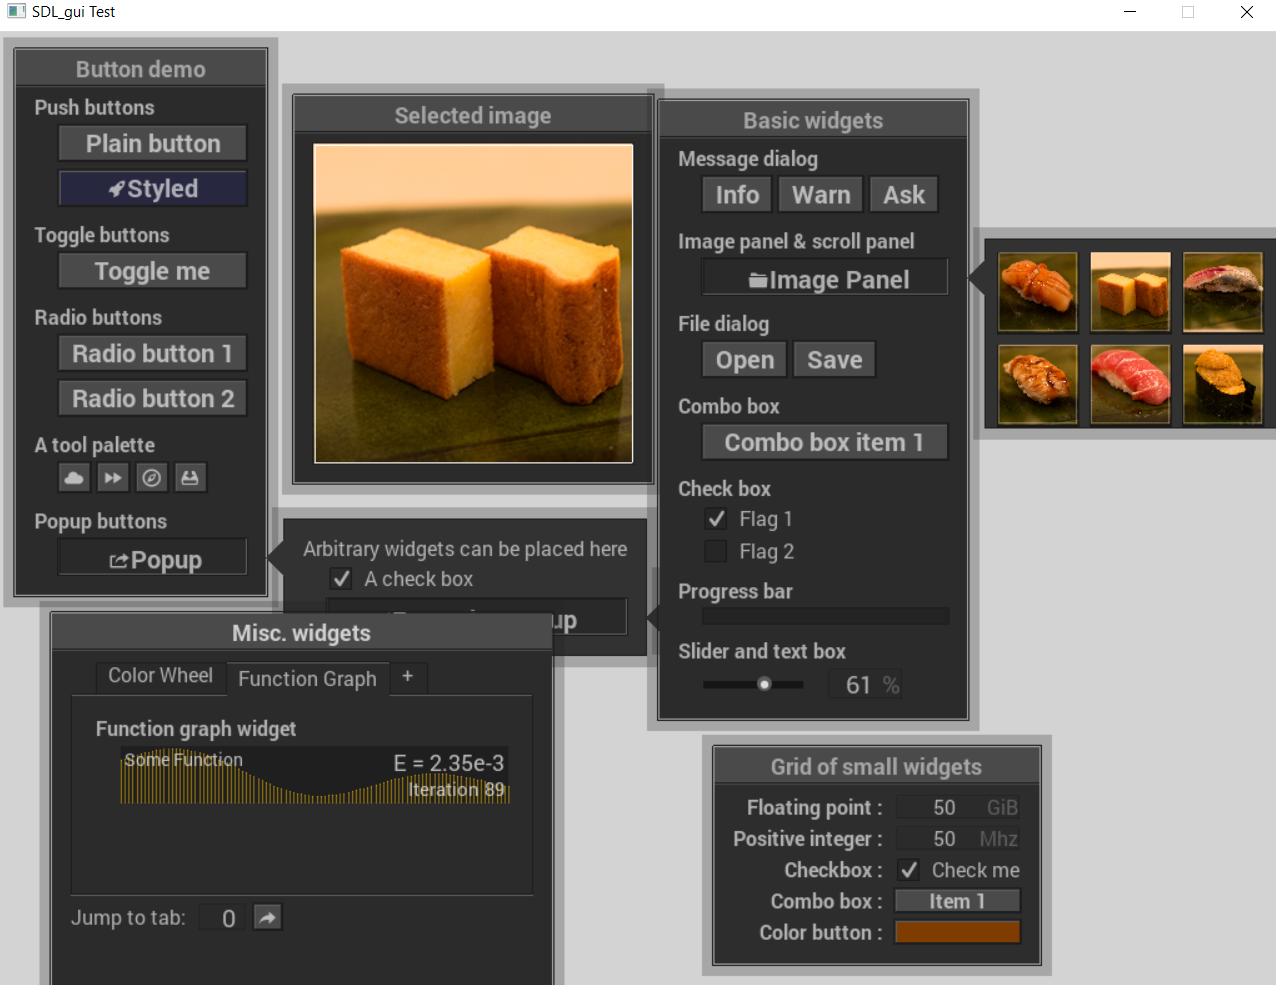 SDL_gui Test
Button demo
Push buttons
Plain button
Styled
Toggle buttons
Toggle me
Radio buttons
Radio button 1
Radio button 2
A tool palette
Popup buttons
Popup
Selected image
Arbitrary widgets can be placed here
A check box
up
Basic widgets
Message dialog
Info Warn Ask
Image panel & scroll panel
Image Panel
File dialog
Open Save
Combo box
Combo box item 1
Check box
Flag 1
Flag 2
Progress bar
Slider and text box
61 %
Misc. widgets
Color Wheel Function Graph +
Function graph widget
Some Function E = 2.35e-3
Iteration 89
Jump to tab: 0
Grid of small widgets
Floating point : 50 GiB
Positive integer : 50 Mhz
Checkbox : Check me
Combo box : Item 1
Color button :